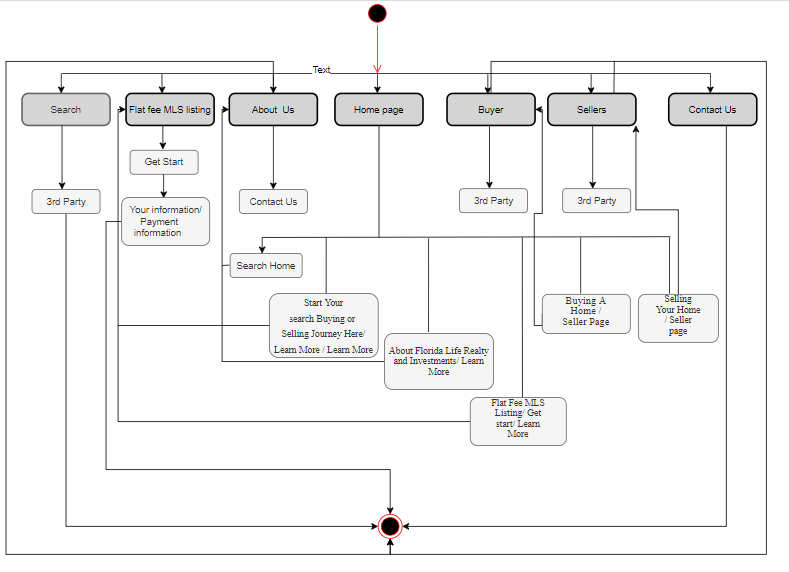 Text
Search
Flat fee MLS listing
About Us
Home page
Buyer
Sellers
Contact Us
Get Start
3rd Party
Your information/
Payment
information
Contact Us
3rd Party
3rd Party
Search Home
Start Your
search Buying or
Selling Journey Here/
Learn More / Learn More
About Florida Life Realty
and Investments/ Learn
More
Flat Fee MLS
Listing/ Get
start/ Learn
More
Buying A
Home /
Seller Page
Selling
Your Home
/ Seller
page